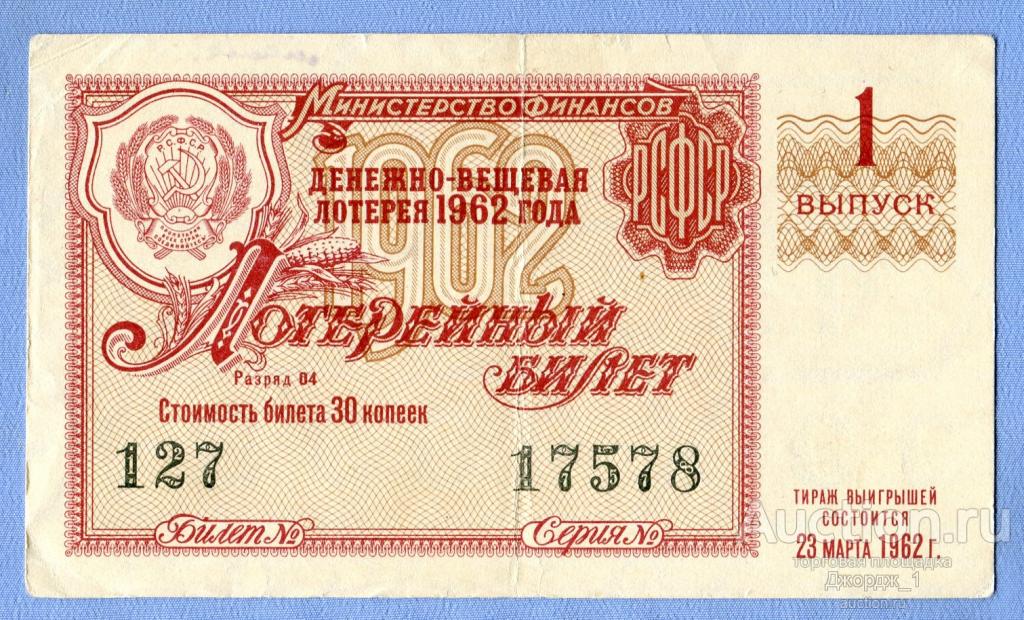 Министерство финансов
РСФСР
1962
Денежно-вещевая
лотерея 1962 года
РСФСР
1
выпуск
Лотерейный
билет
Разряд 04
Стоимость билета 30 копеек
127
17578
Билет №
Серия №
Тираж выигрышей
состоится
23 марта 1962 г.
Auction.ru
торговая площадка
Джордж_1
auction.ru